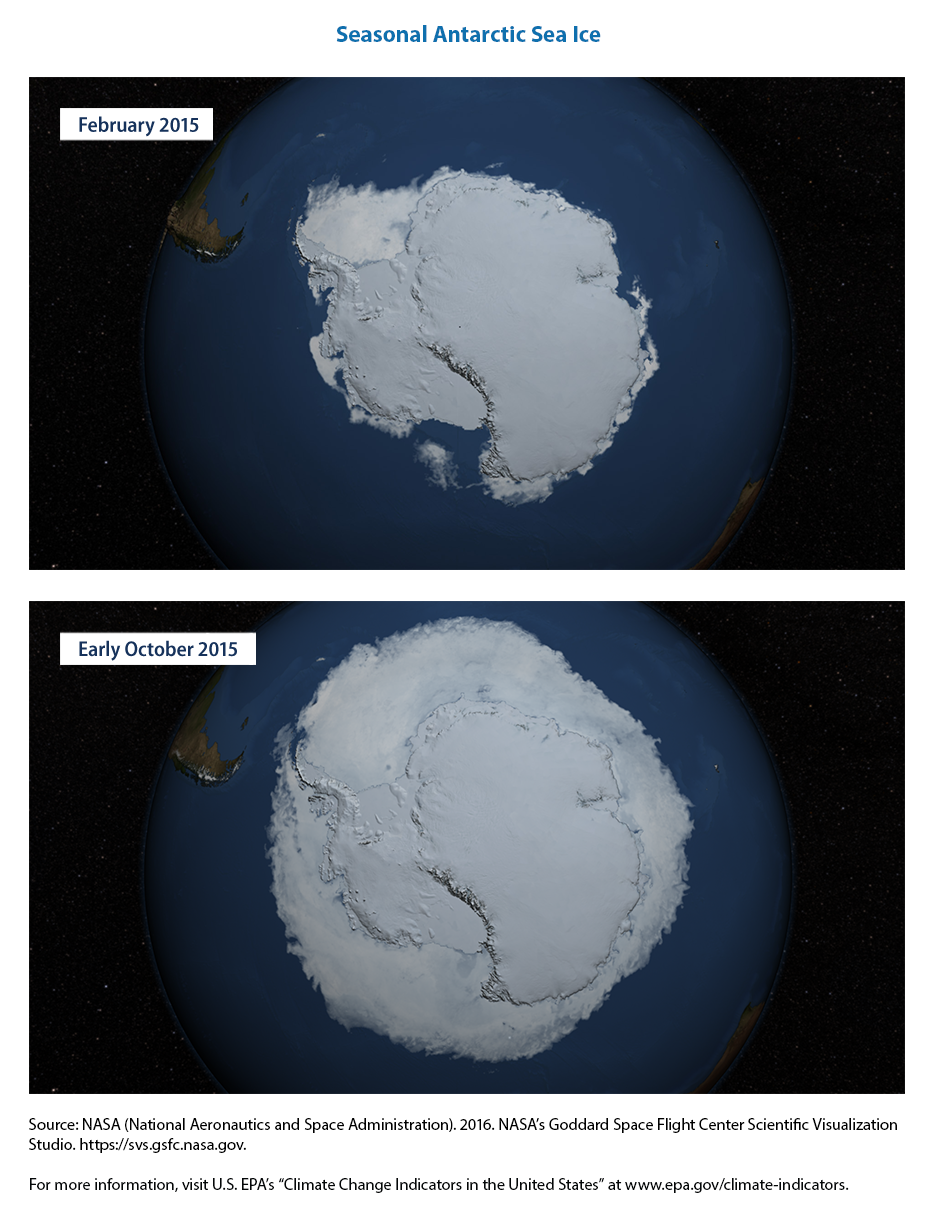 Seasonal Antarctic Sea Ice
February 2015
Early October 2015
Source: NASA (National Aeronautics and Space Administration). 2016. NASA’s Goddard Space Flight Center Scientific Visualization
Studio. https://svs.gsfc.nasa.gov.
For more information, visit U.S. EPA’s “Climate Change Indicators in the United States” at www.epa.gov/climate-indicators.